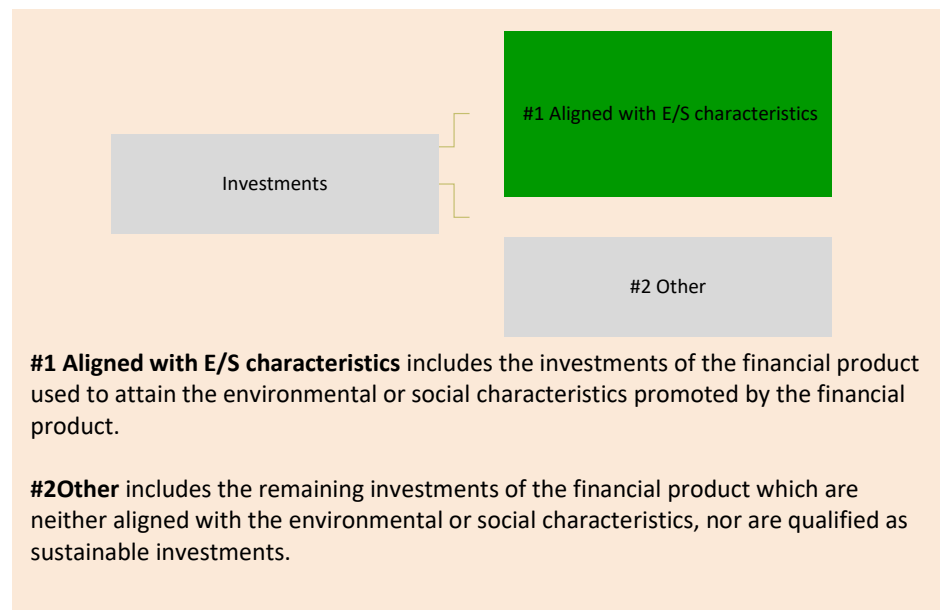 #1 Aligned with E/S characteristics
Investments
#2 Other
#1 Aligned with E/S characteristics includes the investments of the financial product
used to attain the environmental or social characteristics promoted by the financial
product.
#2Other includes the remaining investments of the financial product which are
neither aligned with the environmental or social characteristics, nor are qualified as
sustainable investments.